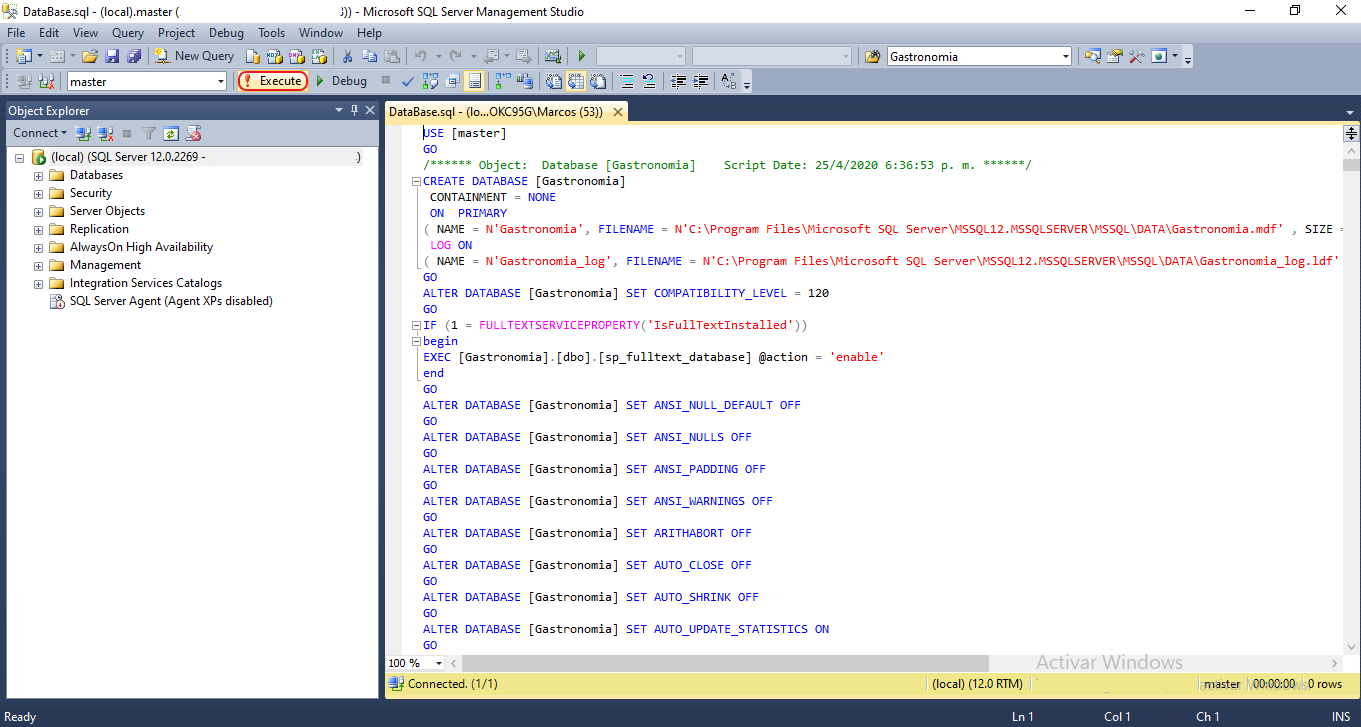 DataBase.sql - (local).master (. })) - Microsoft SQL Server Management Studio
File Edit View Query Project Debug Tools Window Help
New Query Gastronomia
master Execute Debug
Object Explorer
Connect
(local) (SQL Server 12.0.2269 - )
Databases
Security
Server Objects
Replication
AlwaysOn High Availability
Management
Integration Services Catalogs
SQL Server Agent (Agent XPs disabled)
DataBase.sql - (lo...OKC95G\Marcos (53))
USE [master]
GO
/****** Object:  Database [Gastronomia]    Script Date: 25/4/2020 6:36:53 p. m. ******/
CREATE DATABASE [Gastronomia]
CONTAINMENT = NONE
ON  PRIMARY
( NAME = N'Gastronomia', FILENAME = N'C:\Program Files\Microsoft SQL Server\MSSQL12.MSSQLSERVER\MSSQL\DATA\Gastronomia.mdf' , SIZE =
LOG ON
( NAME = N'Gastronomia_log', FILENAME = N'C:\Program Files\Microsoft SQL Server\MSSQL12.MSSQLSERVER\MSSQL\DATA\Gastronomia_log.ldf'
GO
ALTER DATABASE [Gastronomia] SET COMPATIBILITY_LEVEL = 120
GO
IF (1 = FULLTEXTSERVICEPROPERTY('IsFullTextInstalled'))
begin
EXEC [Gastronomia].[dbo].[sp_fulltext_database] @action = 'enable'
end
GO
ALTER DATABASE [Gastronomia] SET ANSI_NULL_DEFAULT OFF
GO
ALTER DATABASE [Gastronomia] SET ANSI_NULLS OFF
GO
ALTER DATABASE [Gastronomia] SET ANSI_PADDING OFF
GO
ALTER DATABASE [Gastronomia] SET ANSI_WARNINGS OFF
GO
ALTER DATABASE [Gastronomia] SET ARITHABORT OFF
GO
ALTER DATABASE [Gastronomia] SET AUTO_CLOSE OFF
GO
ALTER DATABASE [Gastronomia] SET AUTO_SHRINK OFF
GO
ALTER DATABASE [Gastronomia] SET AUTO_UPDATE_STATISTICS ON
GO
100 %
Activar Windows
Connected. (1/1) (local) (12.0 RTM) master 00:00:00 0 rows
Ready Ln 1 Col 1 Ch 1 INS